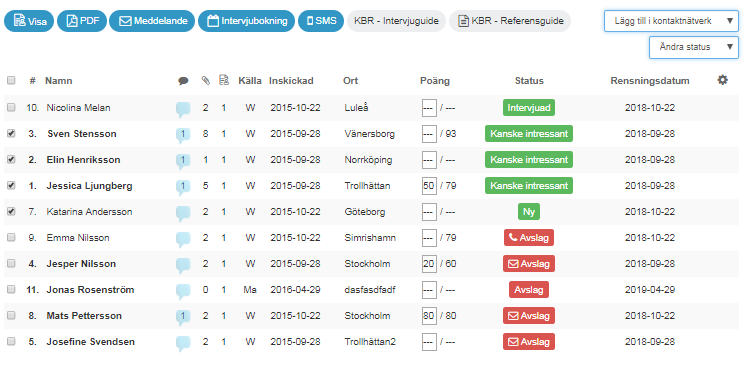 Visa PDF Meddelande Intervjubokning SMS KBR - Intervjuguide KBR - Referensguide Lägg till i kontaktnätverk
Ändra status
# Namn Källa Inskickad Ort Poäng Status Rensningsdatum
10. Nicolina Melan 2 1 W 2015-10-22 Luleå --- / --- Intervjuad 2018-10-22
3. Sven Stensson 1 8 1 W 2015-09-28 Vänersborg --- / 93 Kanske intressant 2018-09-28
2. Elin Henriksson 1 1 1 W 2015-09-28 Norrköping --- / --- Kanske intressant 2018-09-28
1. Jessica Ljungberg 1 5 1 W 2015-09-28 Trollhättan 50 / 79 Kanske intressant 2018-09-28
7. Katarina Andersson 2 1 W 2015-10-22 Göteborg --- / --- Ny 2018-10-22
9. Emma Nilsson 2 1 W 2015-10-22 Simrishamn --- / 79 Avslag 2018-10-22
4. Jesper Nilsson 2 1 W 2015-09-28 Stockholm 20 / 60 Avslag 2018-09-28
11. Jonas Rosenström 0 1 Ma 2016-04-29 dasfasdfadf --- / --- Avslag 2019-04-29
8. Mats Pettersson 1 2 1 W 2015-10-22 Stockholm 80 / 80 Avslag 2018-10-22
5. Josefine Svendsen 2 1 W 2015-09-28 Trollhättan2 --- / --- Avslag 2018-09-28